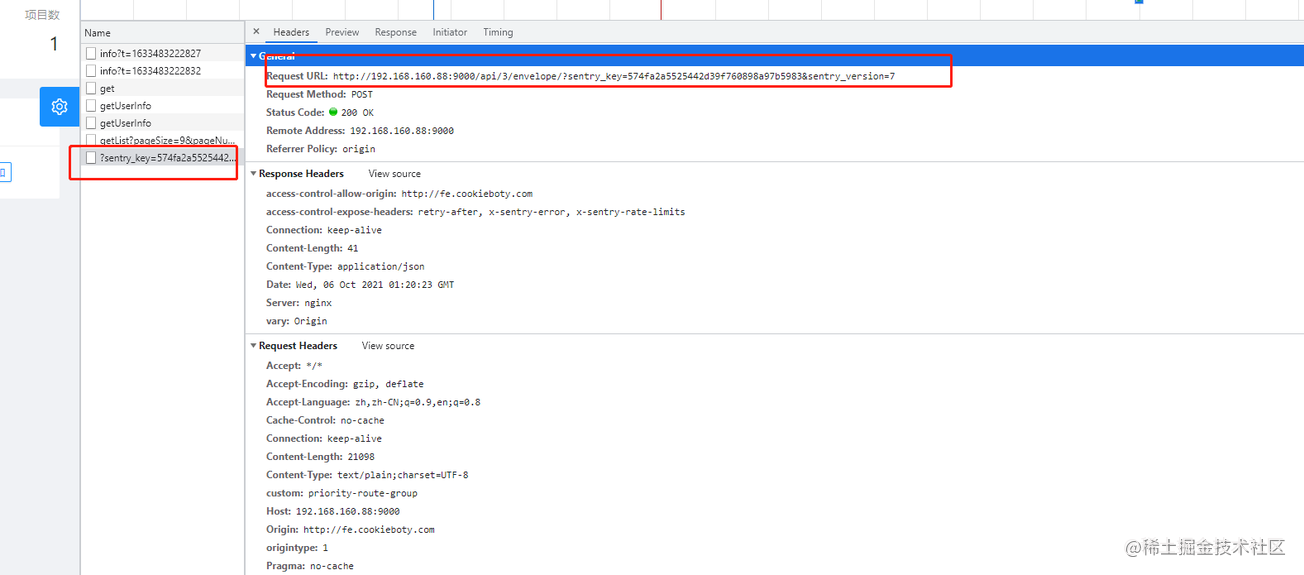 项目数
1
Name
info?t=1633483222827
info?t=1633483222832
get
getUserInfo
getUserInfo
getList?pageSize=9&pageNu...
?sentry_key=574fa2a5525442...
× Headers Preview Response Initiator Timing
General
Request URL: http://192.168.160.88:9000/api/3/envelope/?sentry_key=574fa2a5525442d39f760898a97b5983&sentry_version=7
Request Method: POST
Status Code: 200 OK
Remote Address: 192.168.160.88:9000
Referrer Policy: origin
Response Headers View source
access-control-allow-origin: http://fe.cookieboty.com
access-control-expose-headers: retry-after, x-sentry-error, x-sentry-rate-limits
Connection: keep-alive
Content-Length: 41
Content-Type: application/json
Date: Wed, 06 Oct 2021 01:20:23 GMT
Server: nginx
vary: Origin
Request Headers View source
Accept: */*
Accept-Encoding: gzip, deflate
Accept-Language: zh,zh-CN;q=0.9,en;q=0.8
Cache-Control: no-cache
Connection: keep-alive
Content-Length: 21098
Content-Type: text/plain;charset=UTF-8
custom: priority-route-group
Host: 192.168.160.88:9000
Origin: http://fe.cookieboty.com
origintype: 1
Pragma: no-cache
@稀土掘金技术社区